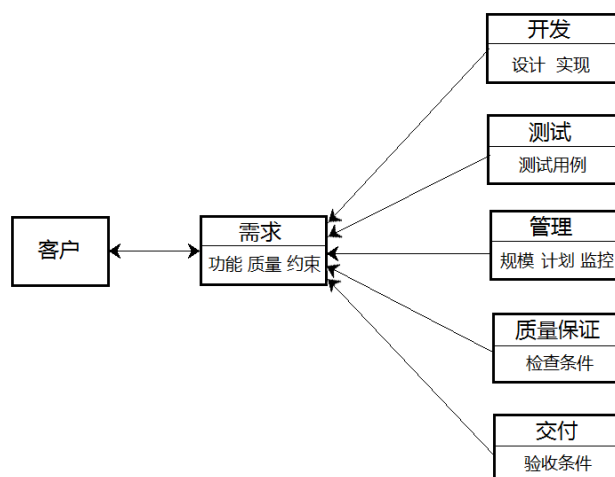 开发
设计 实现
测试
测试用例
客户
需求
功能 质量 约束
管理
规模 计划 监控
质量保证
检查条件
交付
验收条件